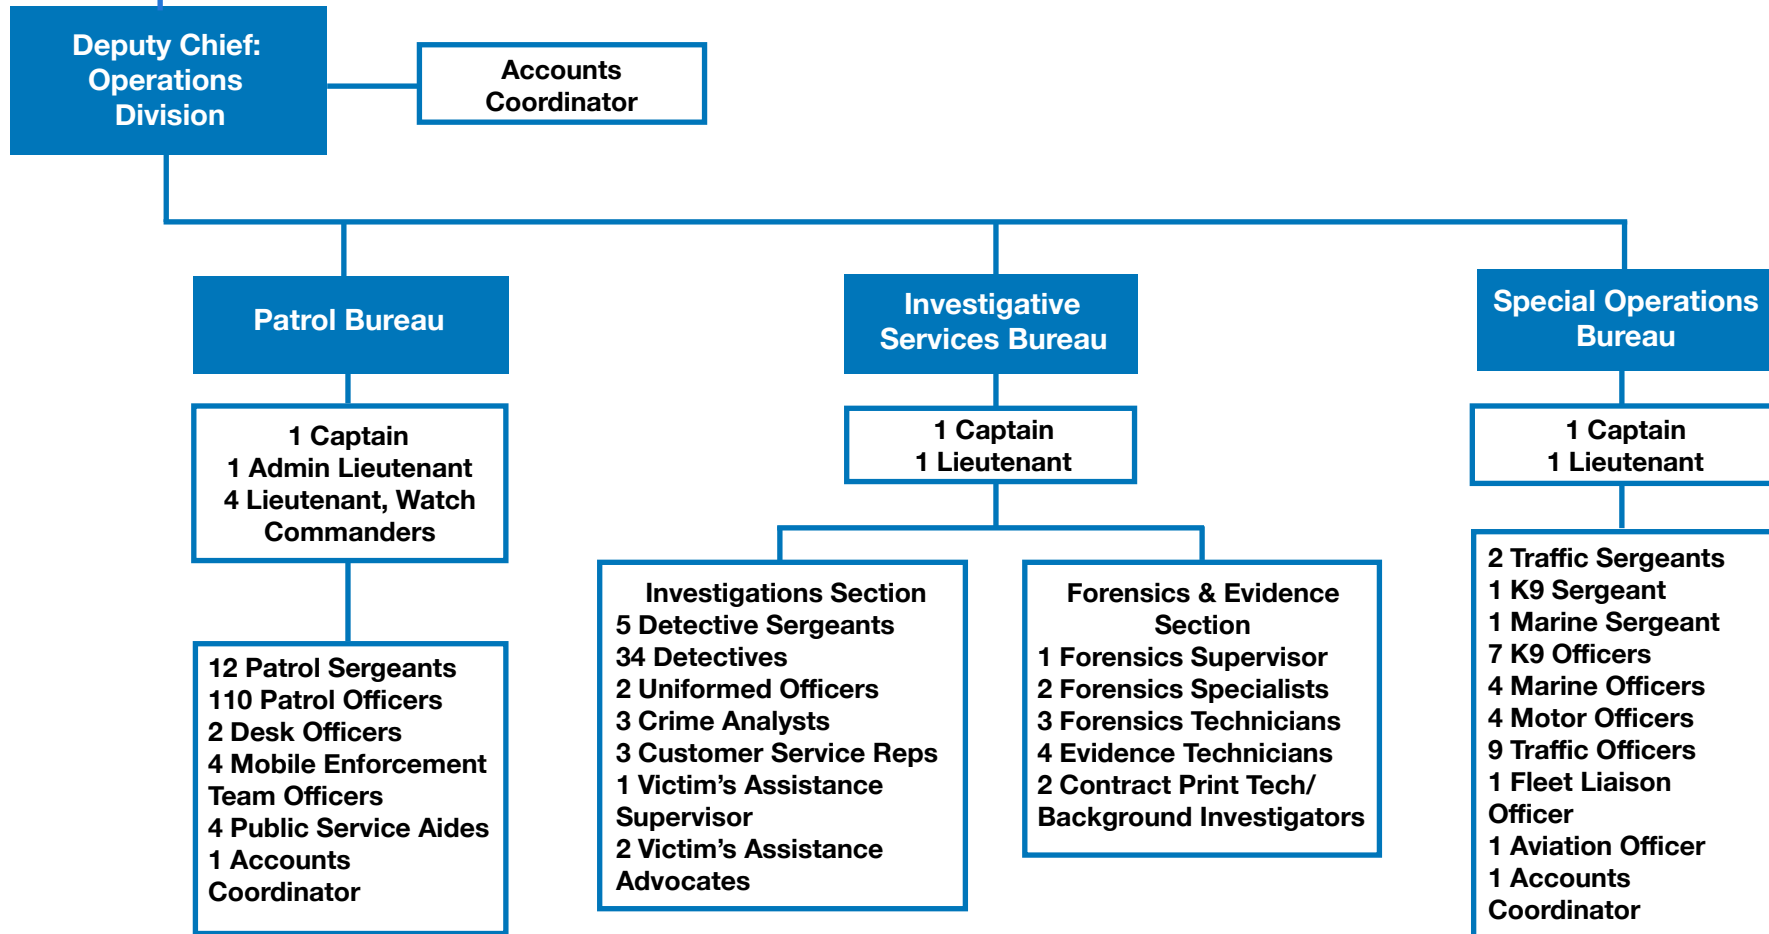 Deputy Chief:
Operations
Division
Accounts
Coordinator
Patrol Bureau
Investigative
Services Bureau
Special Operations
Bureau
1 Captain
1 Admin Lieutenant
4 Lieutenant, Watch
Commanders
1 Captain
1 Lieutenant
1 Captain
1 Lieutenant
12 Patrol Sergeants
110 Patrol Officers
2 Desk Officers
4 Mobile Enforcement
Team Officers
4 Public Service Aides
1 Accounts
Coordinator
Investigations Section
5 Detective Sergeants
34 Detectives
2 Uniformed Officers
3 Crime Analysts
3 Customer Service Reps
1 Victim’s Assistance
Supervisor
2 Victim’s Assistance
Advocates
Forensics & Evidence
Section
1 Forensics Supervisor
2 Forensics Specialists
3 Forensics Technicians
4 Evidence Technicians
2 Contract Print Tech/
Background Investigators
2 Traffic Sergeants
1 K9 Sergeant
1 Marine Sergeant
7 K9 Officers
4 Marine Officers
4 Motor Officers
9 Traffic Officers
1 Fleet Liaison
Officer
1 Aviation Officer
1 Accounts
Coordinator